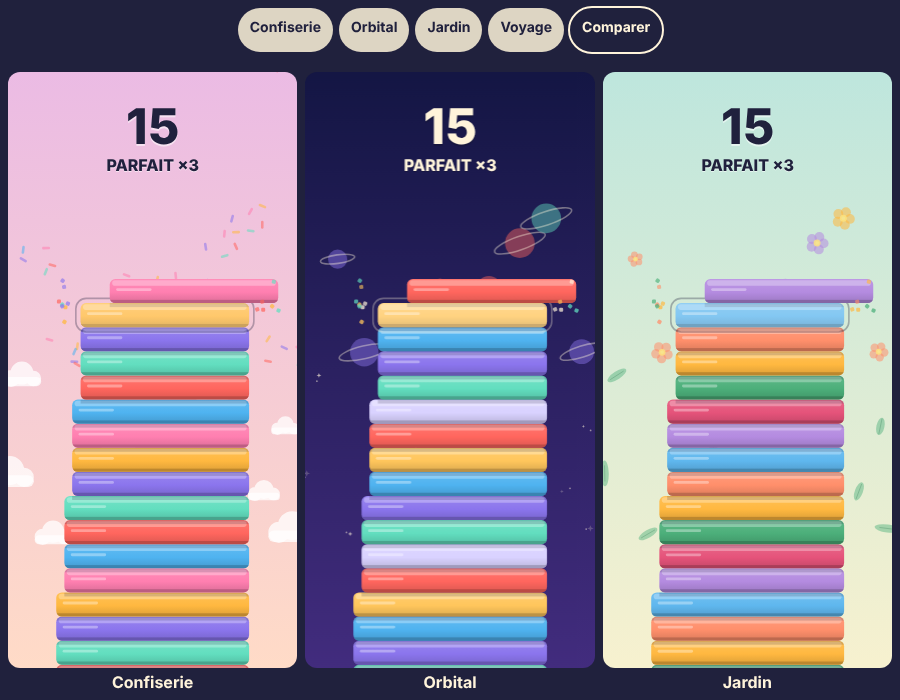 Confiserie
Orbital
Jardin
Voyage
Comparer
15
PARFAIT ×3
15
PARFAIT ×3
15
PARFAIT ×3
Confiserie
Orbital
Jardin